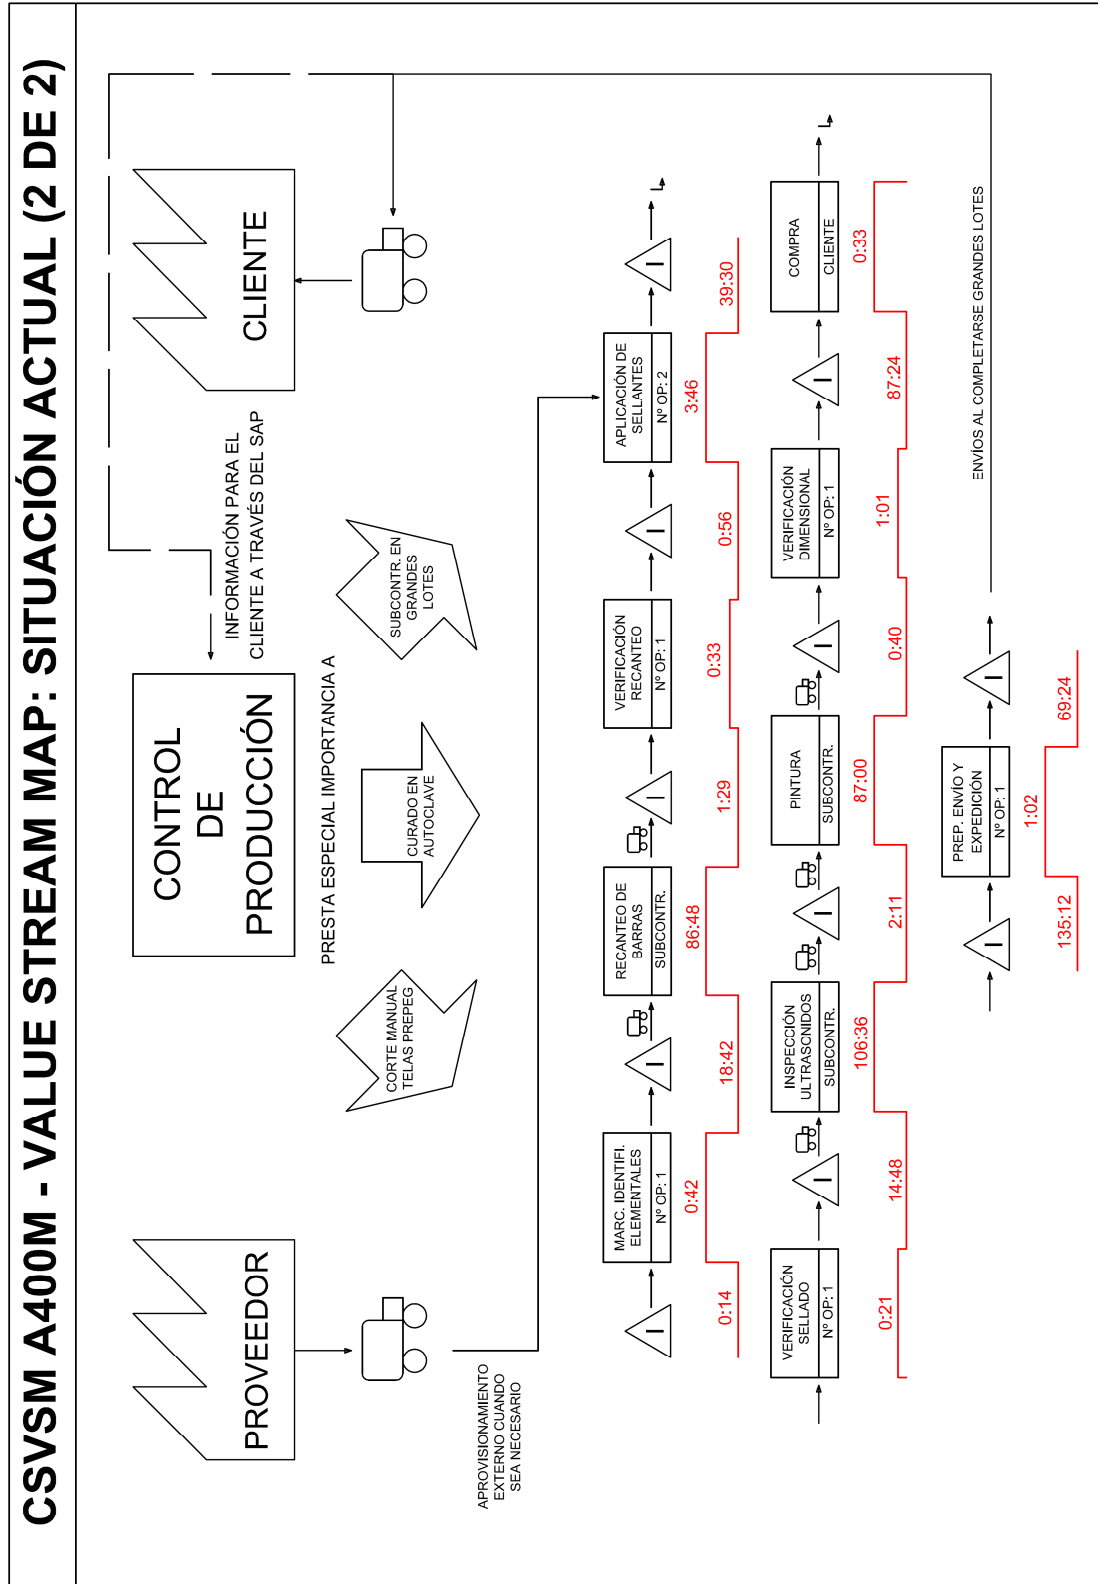 CSVSM A400M - VALUE STREAM MAP: SITUACIÓN ACTUAL (2 DE 2)
PROVEEDOR
CONTROL
DE
PRODUCCIÓN
CLIENTE
INFORMACIÓN PARA EL
CLIENTE A TRAVÉS DEL SAP
PRESTA ESPECIAL IMPORTANCIA A
CORTE MANUAL
TELAS PREPEG
CURADO EN
AUTOCLAVE
SUBCONTR. EN
GRANDES
LOTES
APROVISIONAMIENTO
EXTERNO CUANDO
SEA NECESARIO
I
MARC. IDENTIFI.
ELEMENTALES
Nº OP: 1
I
RECANTEO DE
BARRAS
SUBCONTR.
I
VERIFICACIÓN
RECANTEO
Nº OP: 1
I
APLICACIÓN DE
SELLANTES
Nº OP: 2
I
0:14
0:42
18:42
86:48
1:29
0:33
0:56
3:46
39:30
VERIFICACIÓN
SELLADO
Nº OP: 1
I
INSPECCIÓN
ULTRASCNIDOS
SUBCONTR.
I
PINTURA
SUBCONTR.
I
VERIFICACIÓN
DIMENSIONAL
Nº OP: 1
I
COMPRA
CLIENTE
0:21
14:48
106:36
2:11
87:00
0:40
1:01
87:24
0:33
I
PREP. ENVÍO Y
EXPEDICIÓN
Nº OP: 1
I
135:12
1:02
69:24
ENVÍOS AL COMPLETARSE GRANDES LOTES